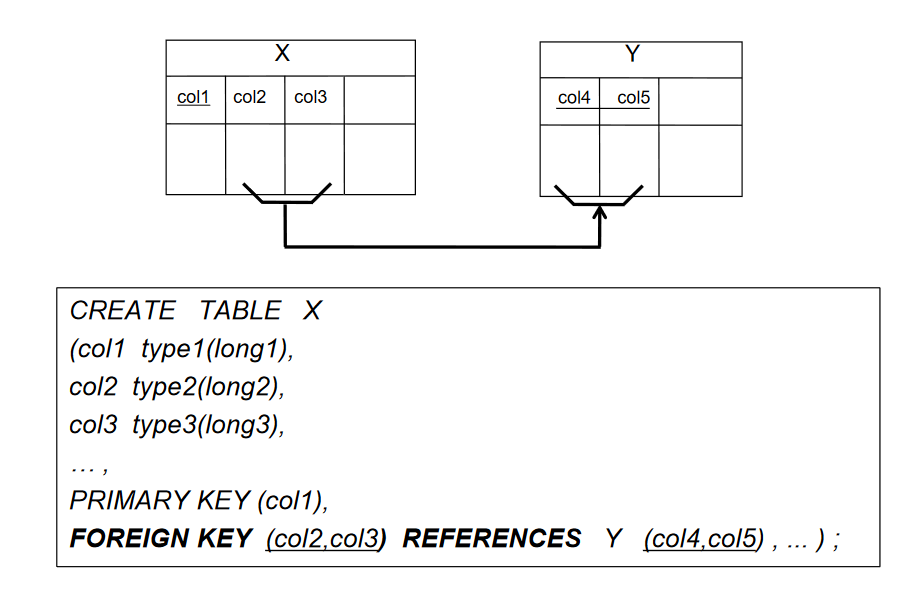 X
Y
col1 col2 col3
col4 col5
CREATE TABLE X
(col1 type1(long1),
col2 type2(long2),
col3 type3(long3),
... ,
PRIMARY KEY (col1),
FOREIGN KEY (col2,col3) REFERENCES Y (col4,col5) , ... ) ;